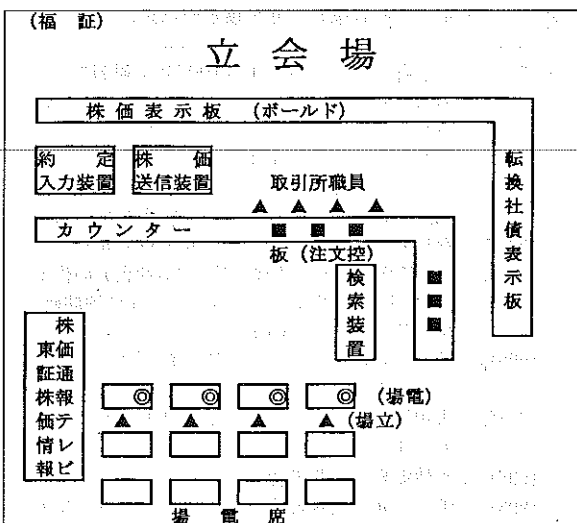 (福 証)
立 会 場
株 価 表 示 板 (ボールド)
約 定
入力装置
株 価
送信装置
取引所職員
転換社債表示板
カ ウ ン タ ー
板 (注文控)
検索装置
株価通報テレビ
東証株価情報
(場電)
(場立)
場 電 席